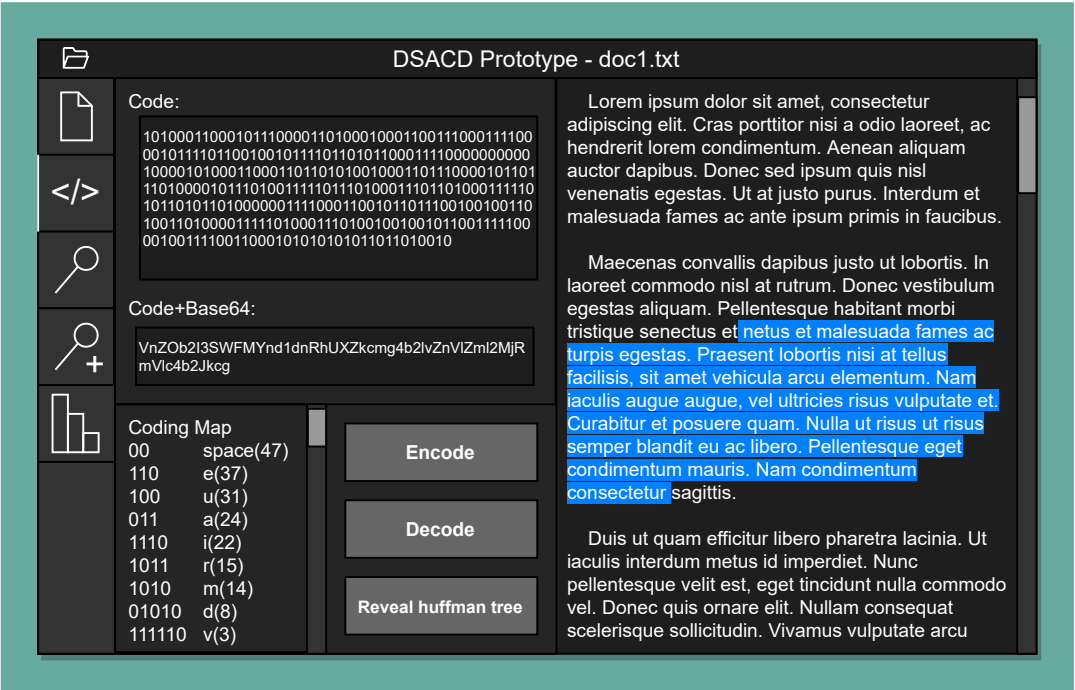 DSACD Prototype - doc1.txt
</>
Code:
101000110001011100001101000100011001110001111100
000101111011001001011110110101100011110000000000
100001010001100011011010100100011011100001011011
101000010111010011111011101000111011010001111101
011010110100000011110001100101101110010010011010
011010000111110100011101001001001011001111100
0010011110011000101010101011011010010
Code+Base64:
VnZOb2I3SWFMYnd1dnRhUXZkcmg4b2lvZnVlZml2MjR
mVlc4b2Jkcg
Coding Map
00 space(47)
110 e(37)
100 u(31)
011 a(24)
1110 i(22)
1011 r(15)
1010 m(14)
01010 d(8)
111110 v(3)
Encode
Decode
Reveal huffman tree
Lorem ipsum dolor sit amet, consectetur
adipiscing elit. Cras porttitor nisi a odio laoreet, ac
hendrerit lorem condimentum. Aenean aliquam
auctor dapibus. Donec sed ipsum quis nisl
venenatis egestas. Ut at justo purus. Interdum et
malesuada fames ac ante ipsum primis in faucibus.
Maecenas convallis dapibus justo ut lobortis. In
laoreet commodo nisl at rutrum. Donec vestibulum
egestas aliquam. Pellentesque habitant morbi
tristique senectus et netus et malesuada fames ac
turpis egestas. Praesent lobortis nisi at tellus
facilisis, sit amet vehicula arcu elementum. Nam
iaculis augue augue, vel ultricies risus vulputate et.
Curabitur et posuere quam. Nulla ut risus ut risus
semper blandit eu ac libero. Pellentesque eget
condimentum mauris. Nam condimentum
consectetur sagittis.
Duis ut quam efficitur libero pharetra lacinia. Ut
iaculis interdum metus id imperdiet. Nunc
pellentesque velit est, eget tincidunt nulla commodo
vel. Donec quis ornare elit. Nullam consequat
scelerisque sollicitudin. Vivamus vulputate arcu